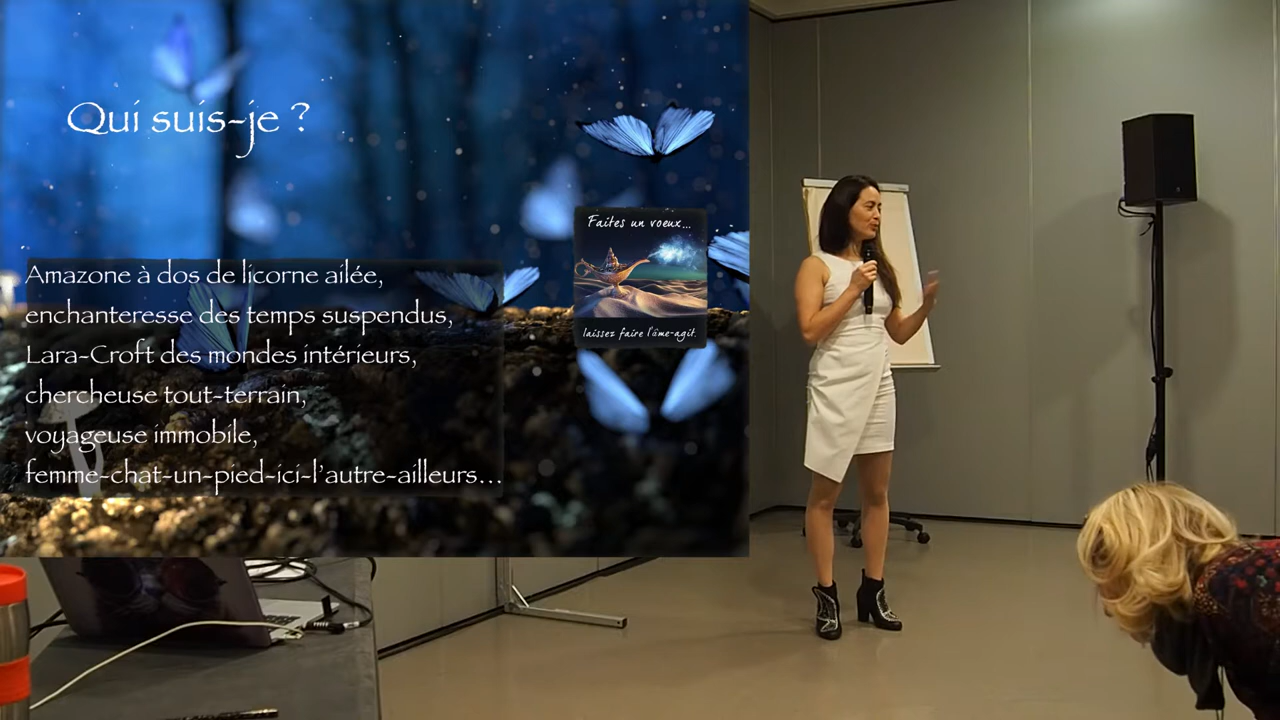 Qui suis-je ?
Faites un voeux...
laissez faire l'âme-agit.
Amazone à dos de licorne ailée,
enchanteresse des temps suspendus,
Lara-Croft des mondes intérieurs,
chercheuse tout-terrain,
voyageuse immobile,
femme-chat-un-pied-ici-l'autre-ailleurs...